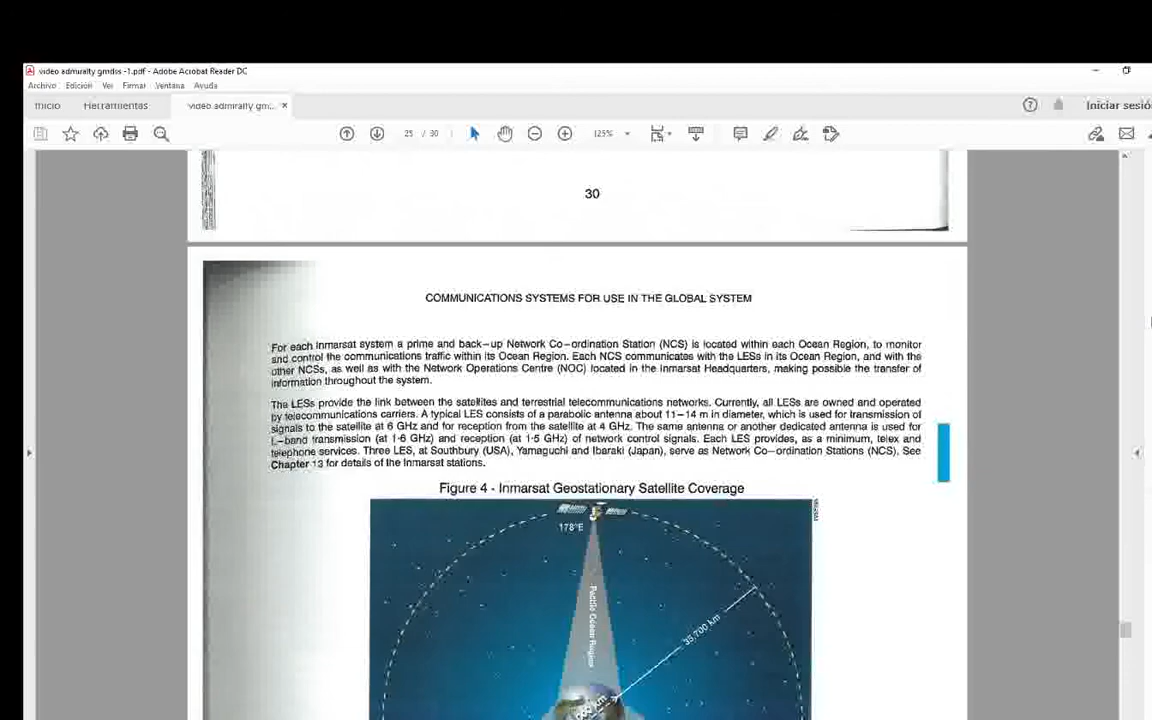 video admiralty gmdss -1.pdf - Adobe Acrobat Reader DC
Archivo Edición Ver Firmar Ventana Ayuda
Inicio Herramientas video admiralty gm... ×
Iniciar sesió
25 / 30 125%
30
COMMUNICATIONS SYSTEMS FOR USE IN THE GLOBAL SYSTEM
For each Inmarsat system a prime and back-up Network Co-ordination Station (NCS) is located within each Ocean Region, to monitor
and control the communications traffic within its Ocean Region. Each NCS communicates with the LESs in its Ocean Region, and with the
other NCSs, as well as with the Network Operations Centre (NOC) located in the Inmarsat Headquarters, making possible the transfer of
information throughout the system.
The LESs provide the link between the satellites and terrestrial telecommunications networks. Currently, all LESs are owned and operated
by telecommunications carriers. A typical LES consists of a parabolic antenna about 11-14 m in diameter, which is used for transmission of
signals to the satellite at 6 GHz and for reception from the satellite at 4 GHz. The same antenna or another dedicated antenna is used for
L-band transmission (at 1·6 GHz) and reception (at 1·5 GHz) of network control signals. Each LES provides, as a minimum, telex and
telephone services. Three LES, at Southbury (USA), Yamaguchi and Ibaraki (Japan), serve as Network Co-ordination Stations (NCS), See
Chapter 13 for details of the Inmarsat stations.
Figure 4 - Inmarsat Geostationary Satellite Coverage
178°E
Pacific Ocean Region
35,700 km
km